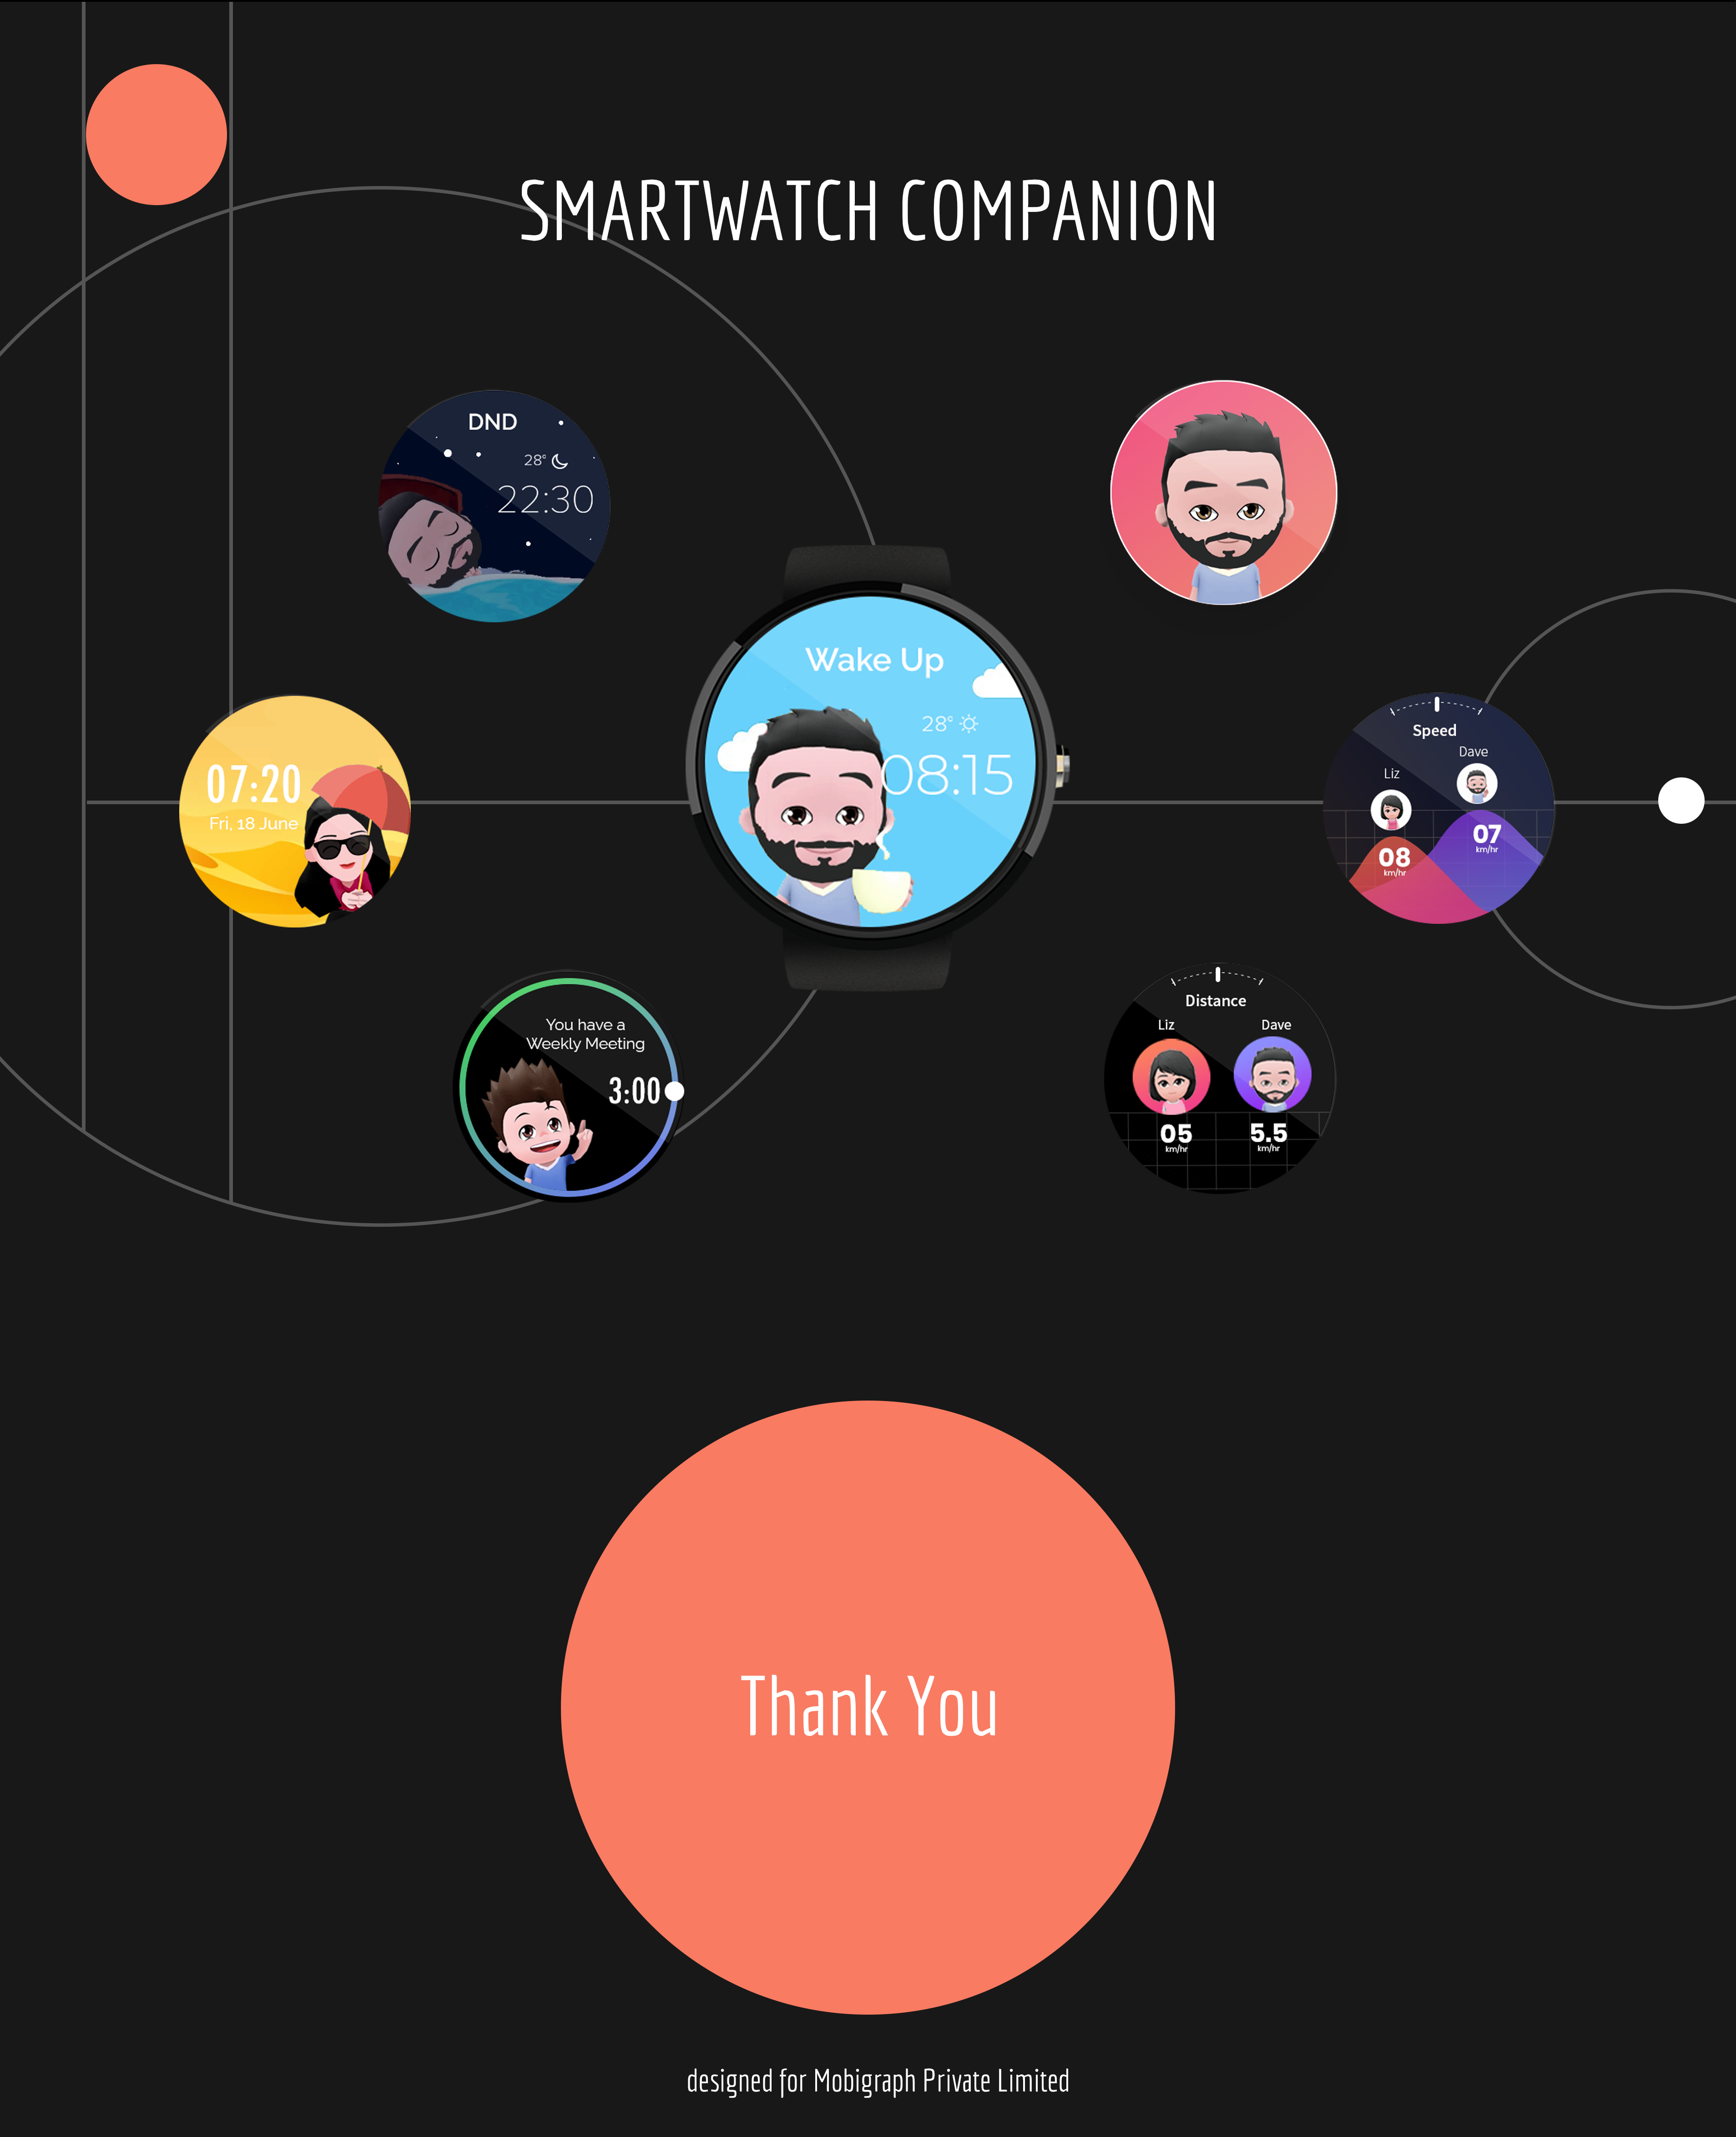 SMARTWATCH COMPANION
DND
28°
22:30
Wake Up
28°
08:15
07:20
Fri, 18 June
Speed
Dave
Liz
07
km/hr
08
km/hr
You have a
Weekly Meeting
3:00
Distance
Liz Dave
05 5.5
km/hr km/hr
Thank You
designed for Mobigraph Private Limited